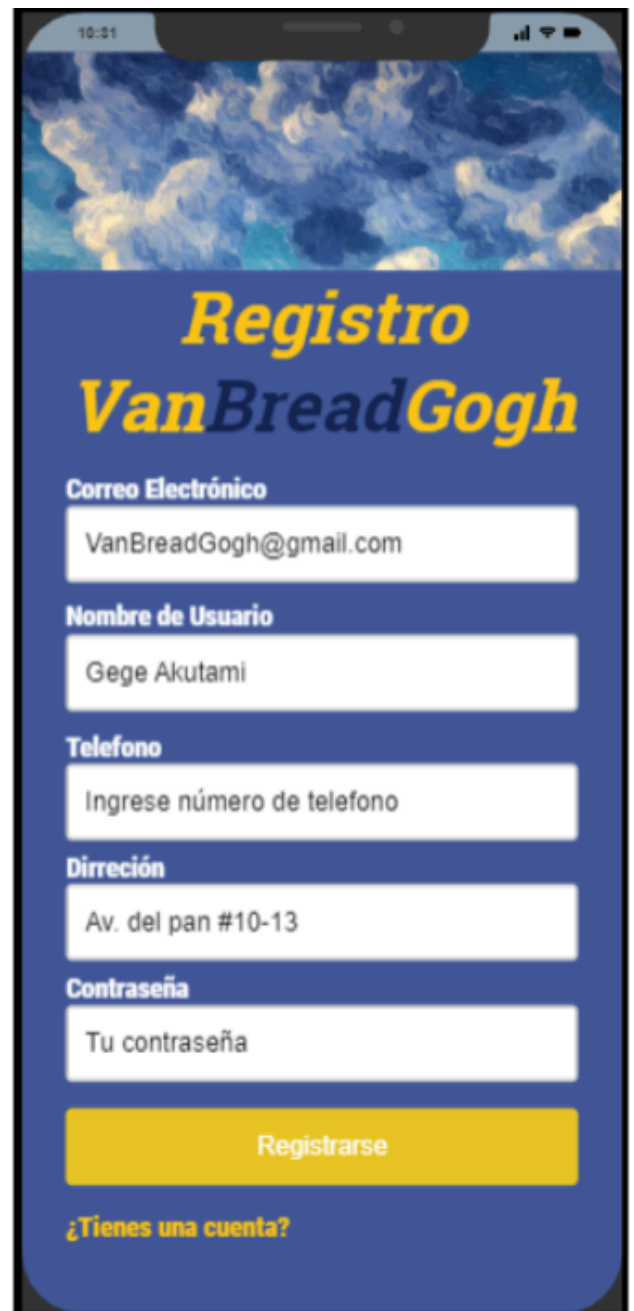 10:31
Registro
VanBreadGogh
Correo Electrónico
VanBreadGogh@gmail.com
Nombre de Usuario
Gege Akutami
Telefono
Ingrese número de telefono
Dirreción
Av. del pan #10-13
Contraseña
Tu contraseña
Registrarse
¿Tienes una cuenta?